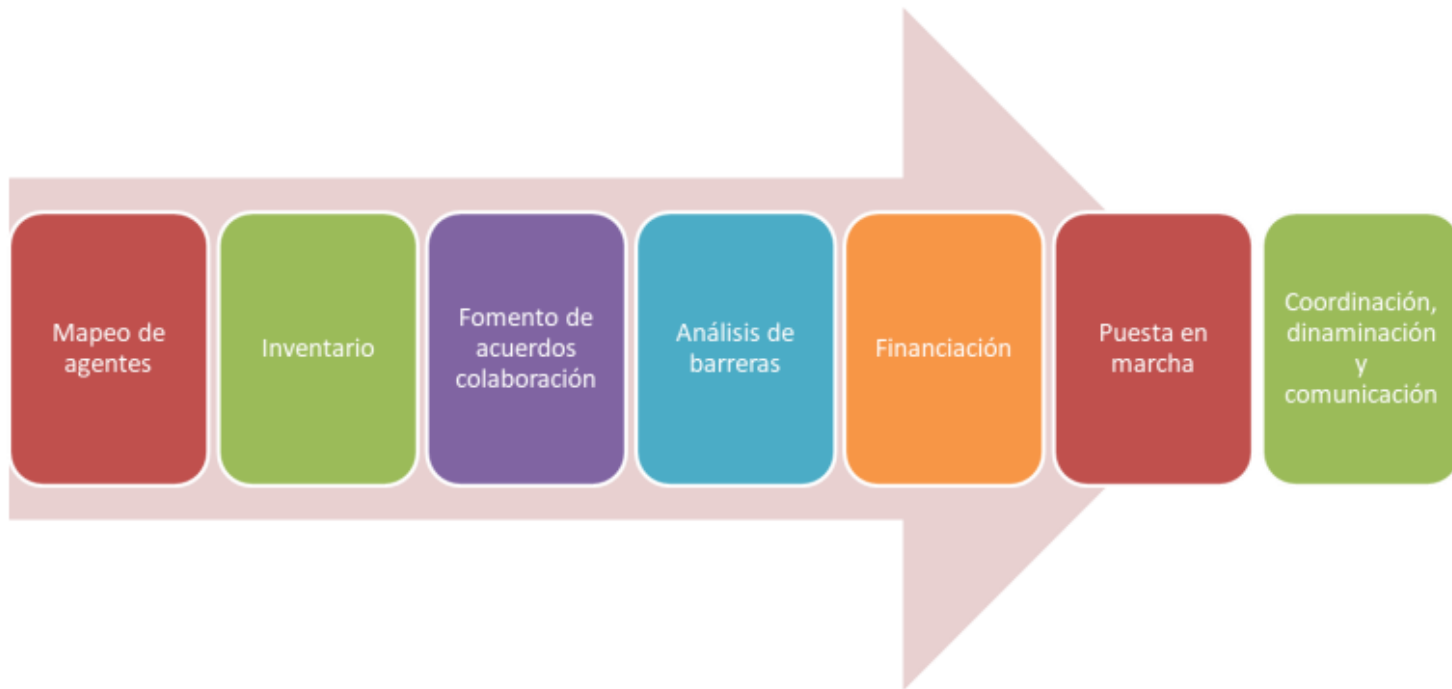 Mapeo de
agentes
Inventario
Fomento de
acuerdos
colaboración
Análisis de
barreras
Financiación
Puesta en
marcha
Coordinación,
dinaminación
y
comunicación